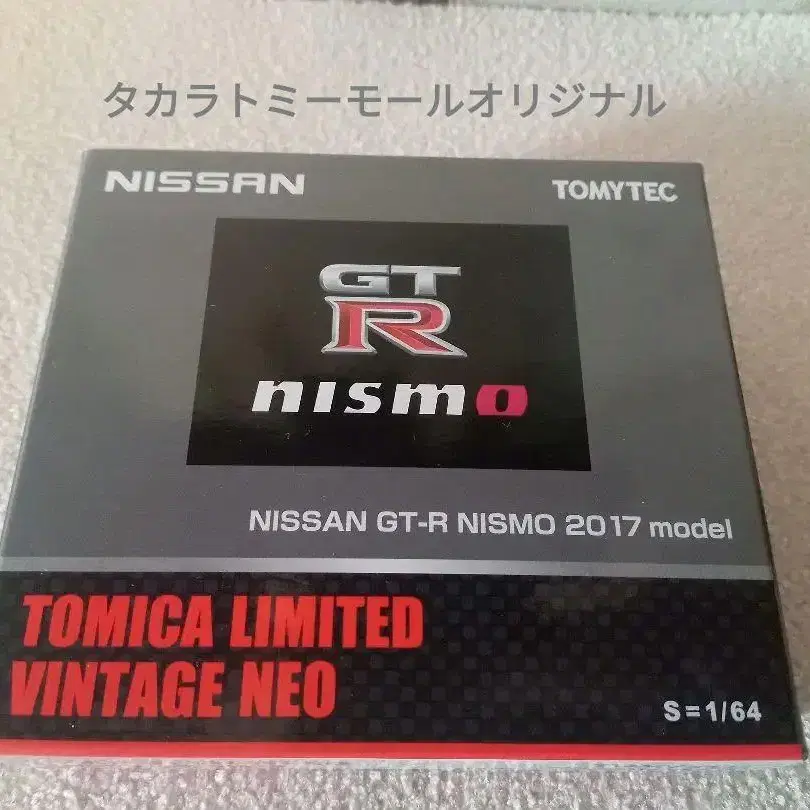 タカラトミーモールオリジナル
NISSAN TOMYTEC
GT
R
nismo
NISSAN GT-R NISMO 2017 model
TOMICA LIMITED
VINTAGE NEO
S=1/64